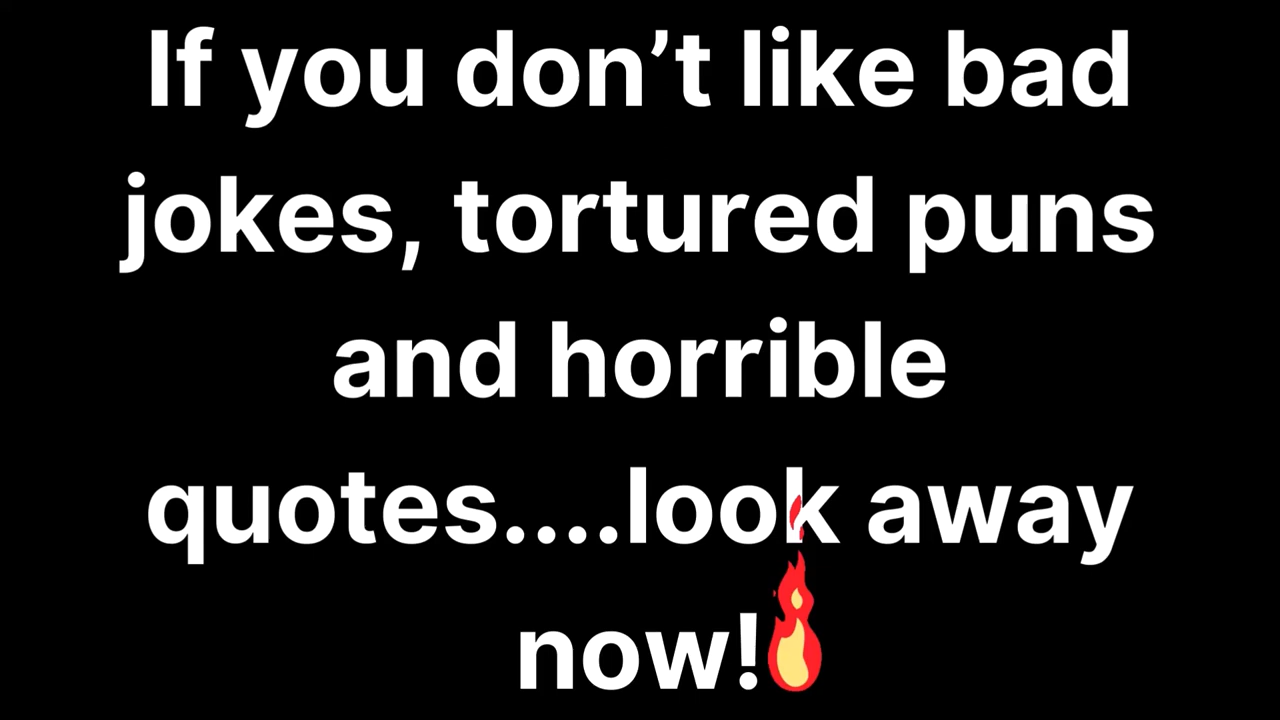 If you don’t like bad
jokes, tortured puns
and horrible
quotes....look away
now!